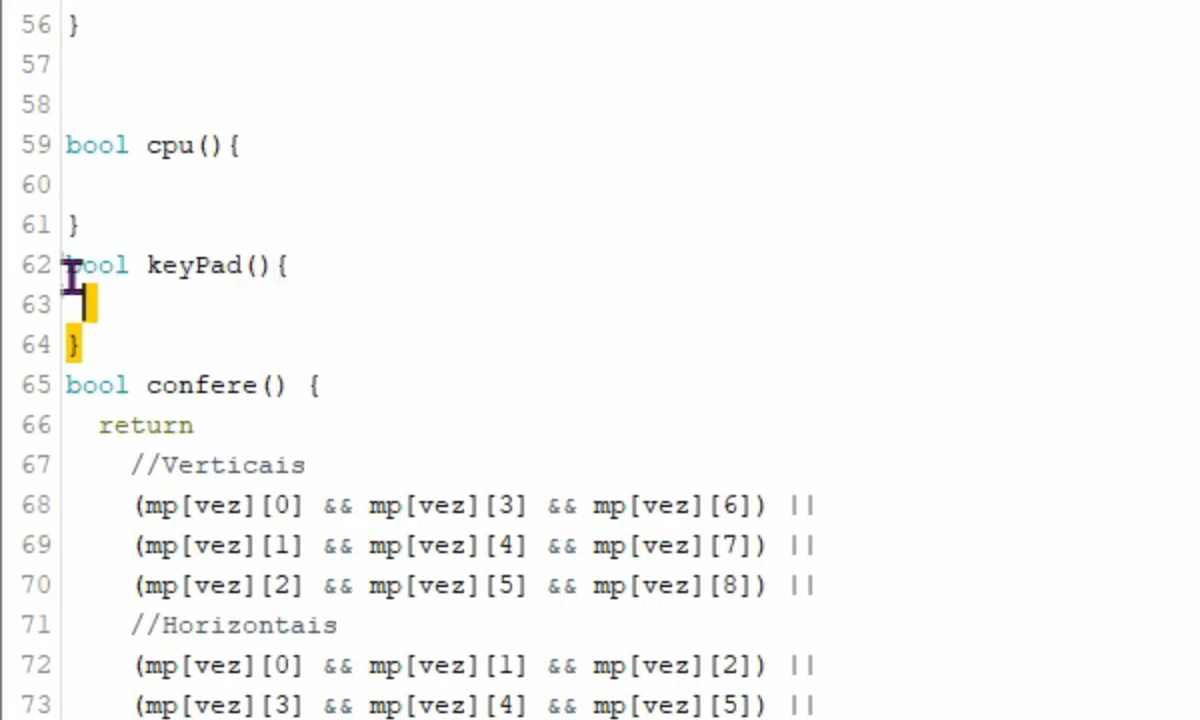 56 }
57
58
59 bool cpu(){
60
61 }
62 bool keyPad(){
63
64 }
65 bool confere() {
66   return
67     //Verticais
68     (mp[vez][0] && mp[vez][3] && mp[vez][6]) ||
69     (mp[vez][1] && mp[vez][4] && mp[vez][7]) ||
70     (mp[vez][2] && mp[vez][5] && mp[vez][8]) ||
71     //Horizontais
72     (mp[vez][0] && mp[vez][1] && mp[vez][2]) ||
73     (mp[vez][3] && mp[vez][4] && mp[vez][5]) ||